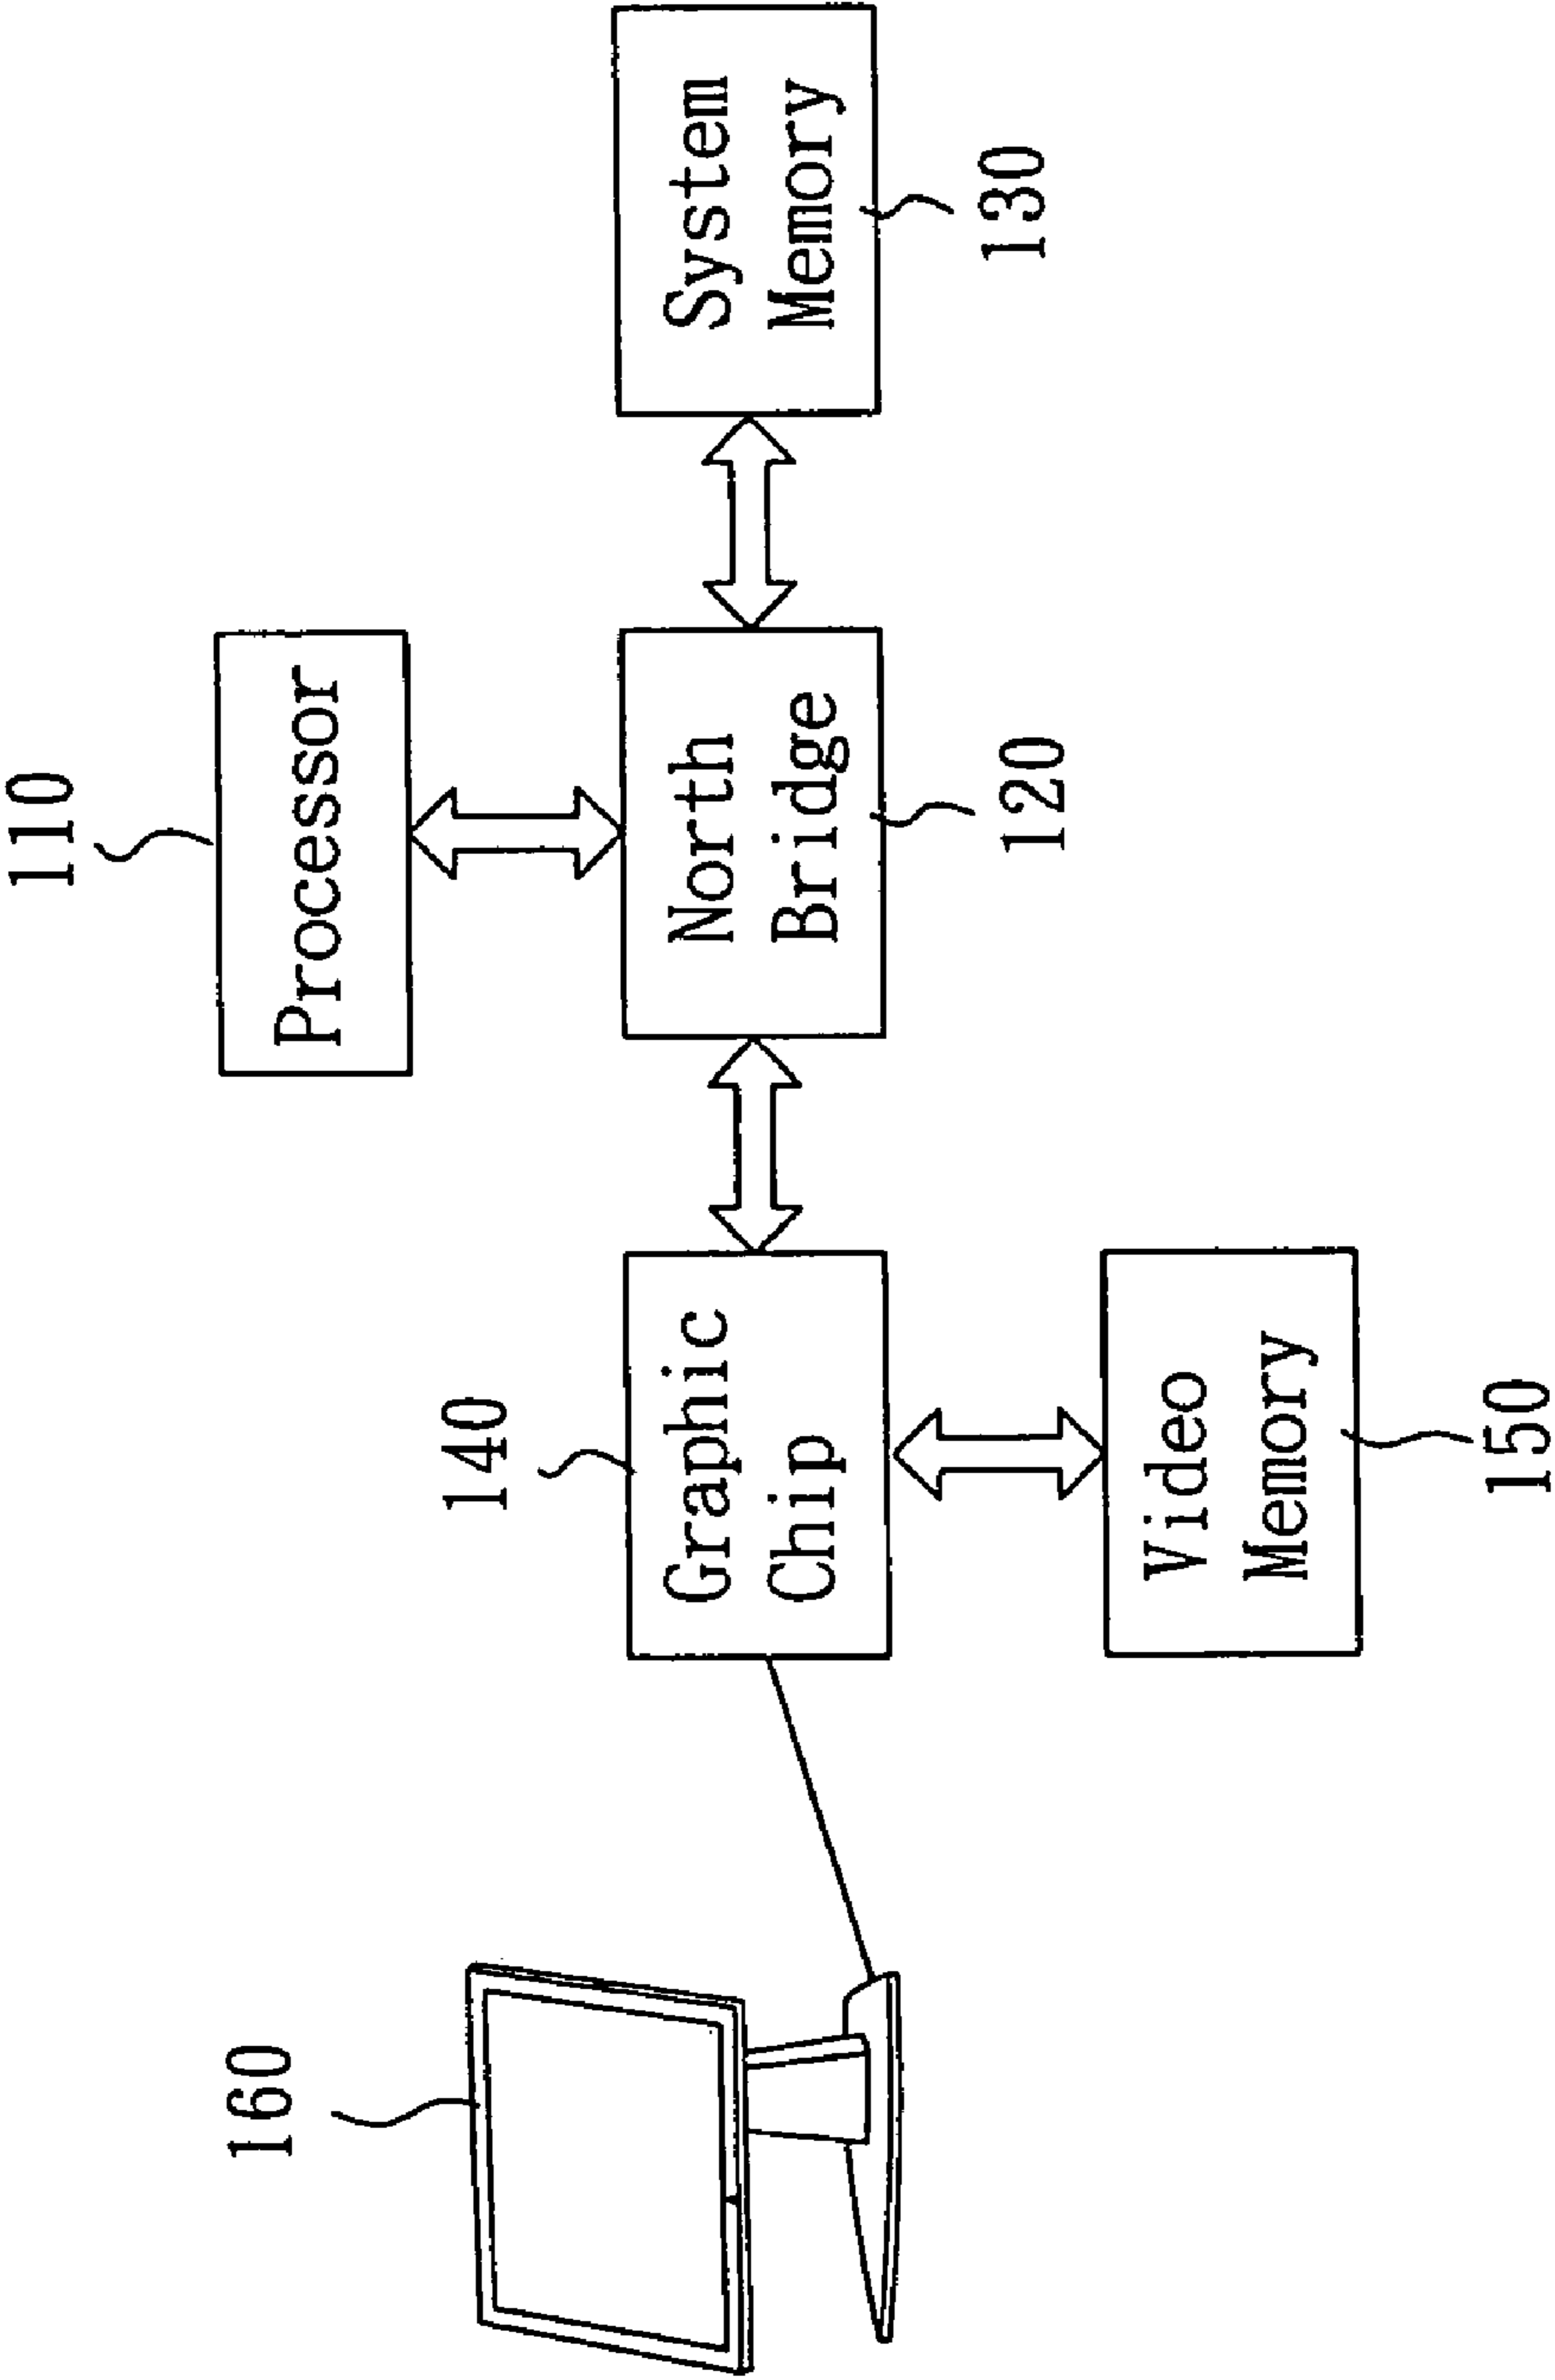 110
Processor
160
140
Graphic
Chip
North
Bridge
System
Memory
120
130
Video
Memory
150